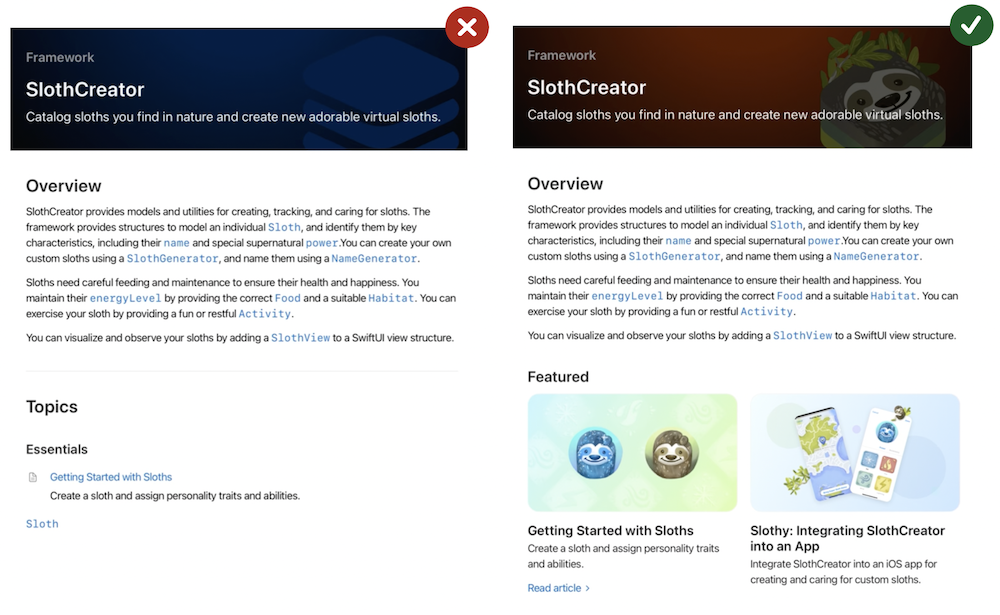 Framework
SlothCreator
Catalog sloths you find in nature and create new adorable virtual sloths.
Overview
SlothCreator provides models and utilities for creating, tracking, and caring for sloths. The
framework provides structures to model an individual Sloth, and identify them by key
characteristics, including their name and special supernatural power.You can create your own
custom sloths using a SlothGenerator, and name them using a NameGenerator.
Sloths need careful feeding and maintenance to ensure their health and happiness. You
maintain their energyLevel by providing the correct Food and a suitable Habitat. You can
exercise your sloth by providing a fun or restful Activity.
You can visualize and observe your sloths by adding a SlothView to a SwiftUI view structure.
Topics
Essentials
Getting Started with Sloths
Create a sloth and assign personality traits and abilities.
Sloth
Framework
SlothCreator
Catalog sloths you find in nature and create new adorable virtual sloths.
Overview
SlothCreator provides models and utilities for creating, tracking, and caring for sloths. The
framework provides structures to model an individual Sloth, and identify them by key
characteristics, including their name and special supernatural power.You can create your own
custom sloths using a SlothGenerator, and name them using a NameGenerator.
Sloths need careful feeding and maintenance to ensure their health and happiness. You
maintain their energyLevel by providing the correct Food and a suitable Habitat. You can
exercise your sloth by providing a fun or restful Activity.
You can visualize and observe your sloths by adding a SlothView to a SwiftUI view structure.
Featured
Getting Started with Sloths
Create a sloth and assign personality traits
and abilities.
Read article >
Slothy: Integrating SlothCreator
into an App
Integrate SlothCreator into an iOS app for
creating and caring for custom sloths.